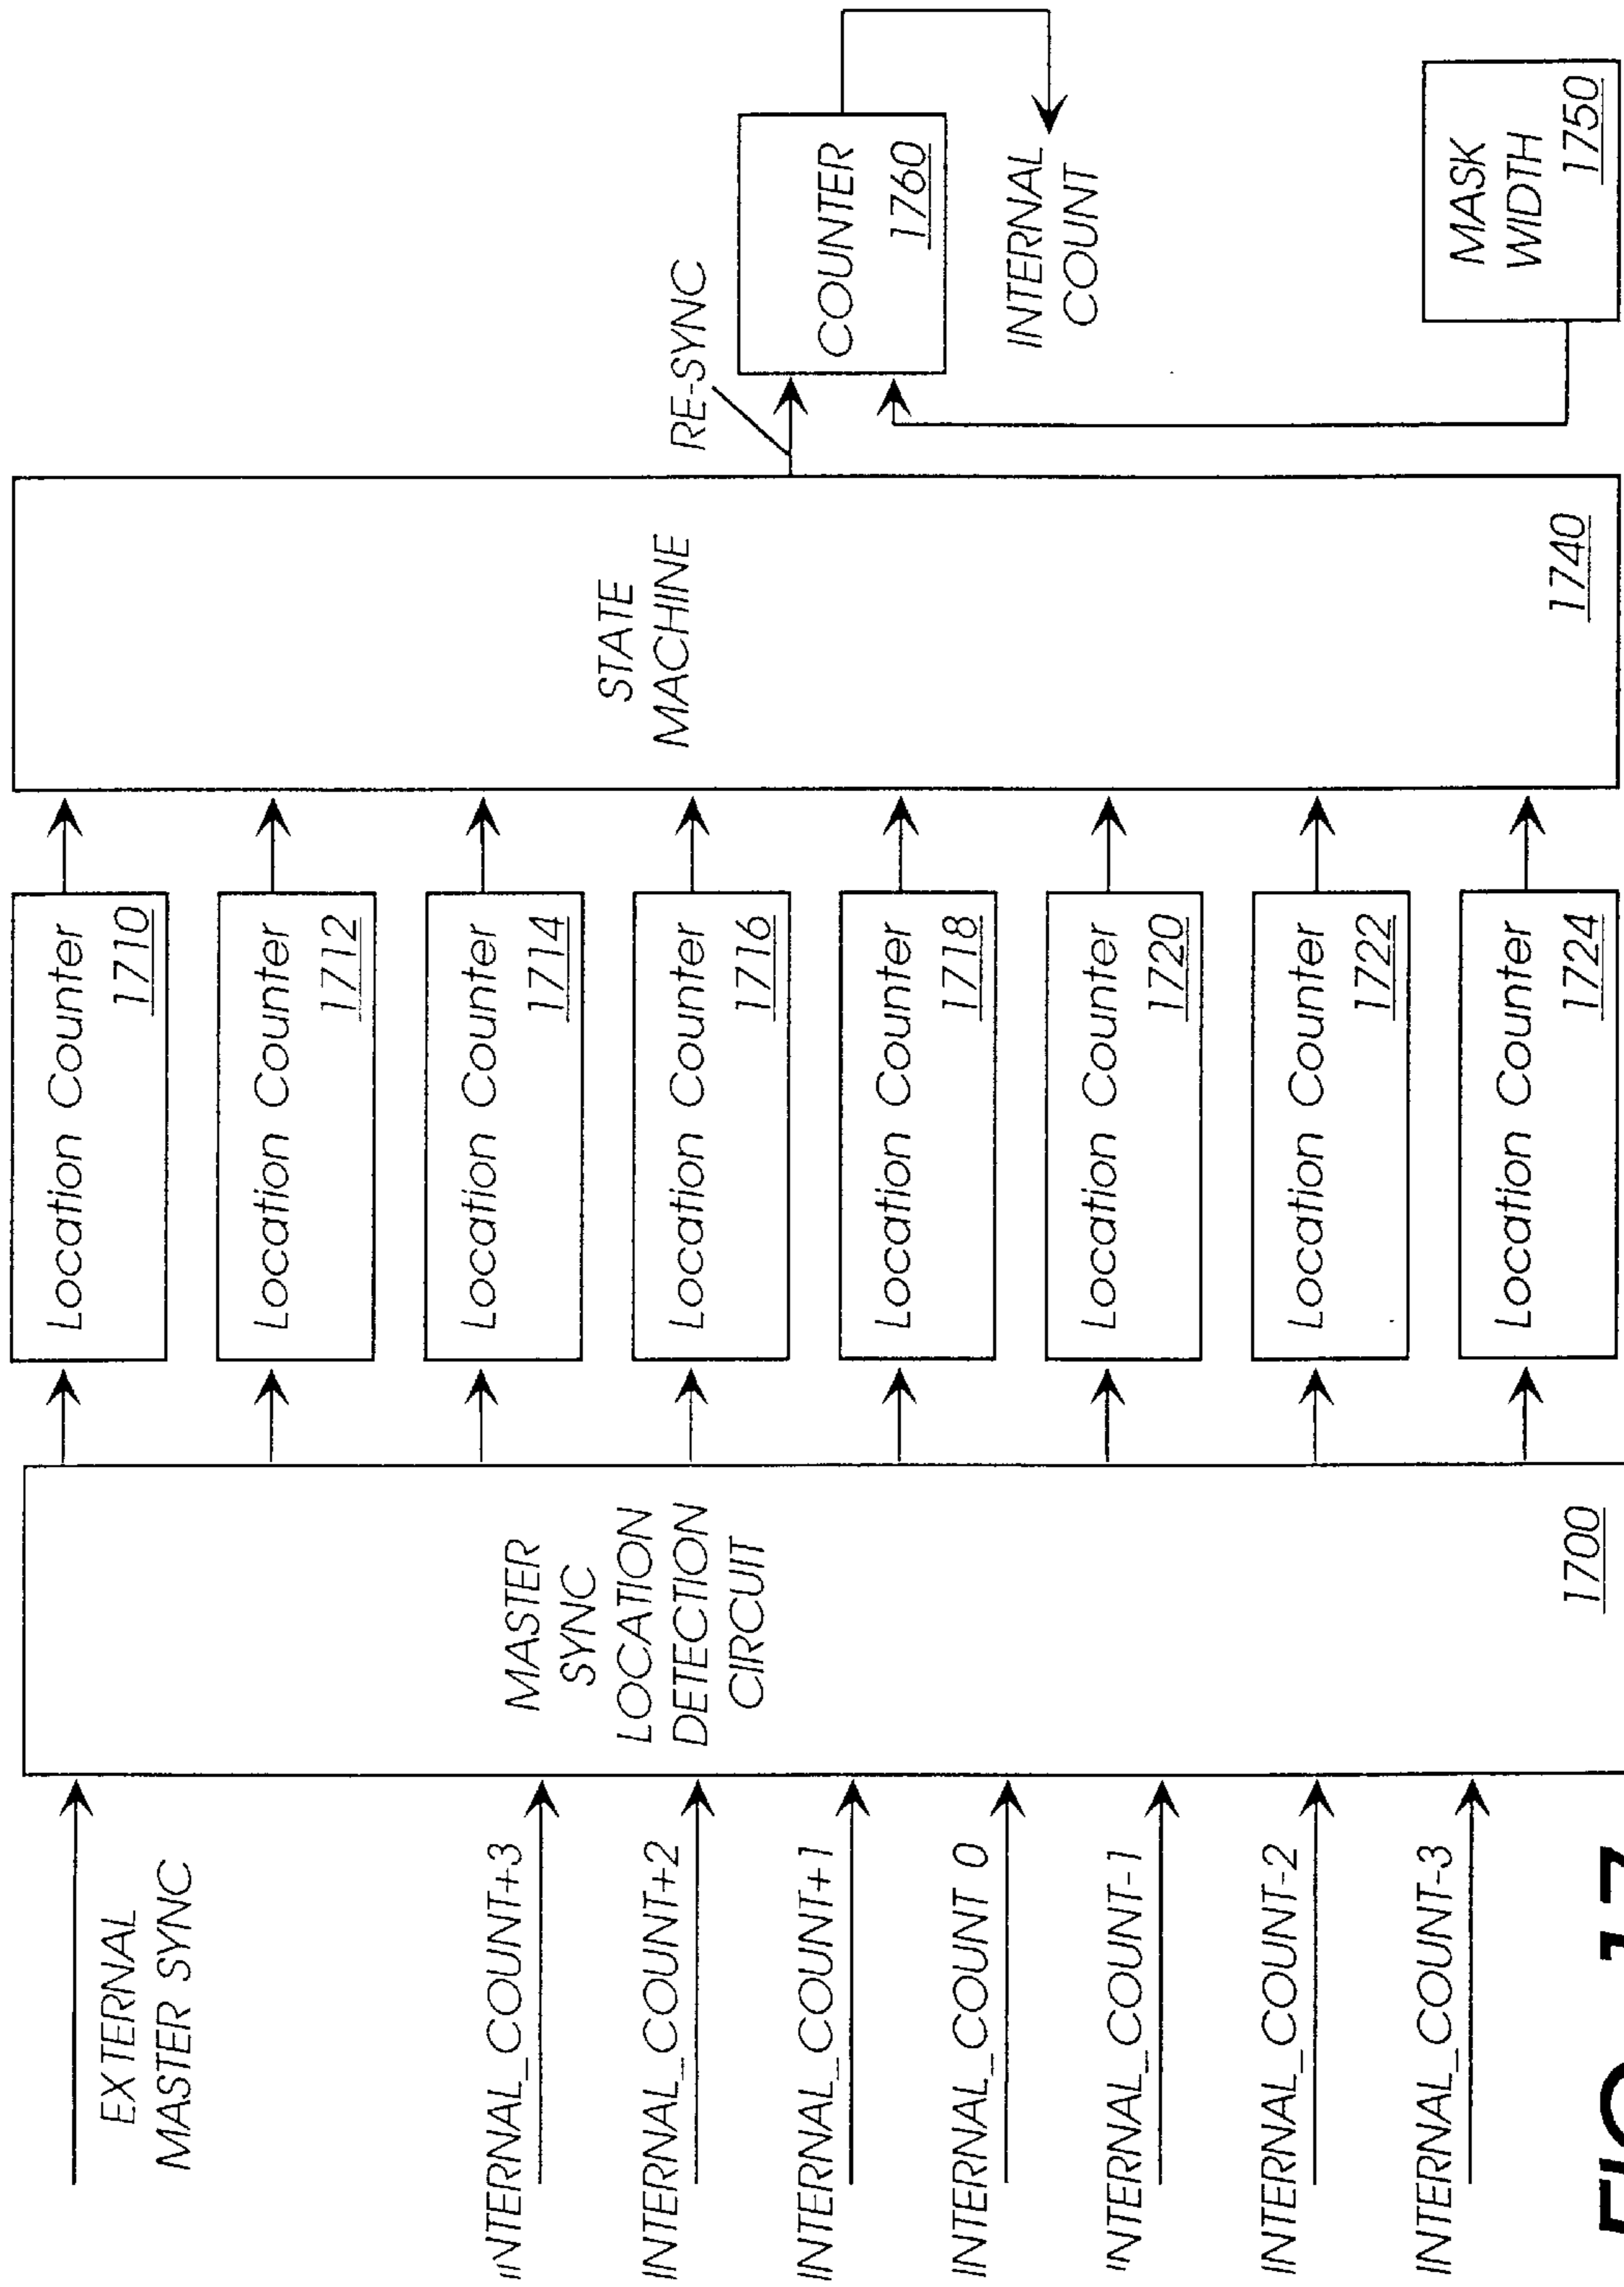 EXTERNAL
MASTER SYNC
INTERNAL_COUNT+3
INTERNAL_COUNT+2
INTERNAL_COUNT+1
INTERNAL_COUNT 0
INTERNAL_COUNT-1
INTERNAL_COUNT-2
INTERNAL_COUNT-3
MASTER
SYNC
LOCATION
DETECTION
CIRCUIT
1700
Location Counter
1710
Location Counter
1712
Location Counter
1714
Location Counter
1716
Location Counter
1718
Location Counter
1720
Location Counter
1722
Location Counter
1724
STATE
MACHINE
1740
RE-SYNC
COUNTER
1760
INTERNAL
COUNT
MASK
WIDTH
1750
FIG. 17